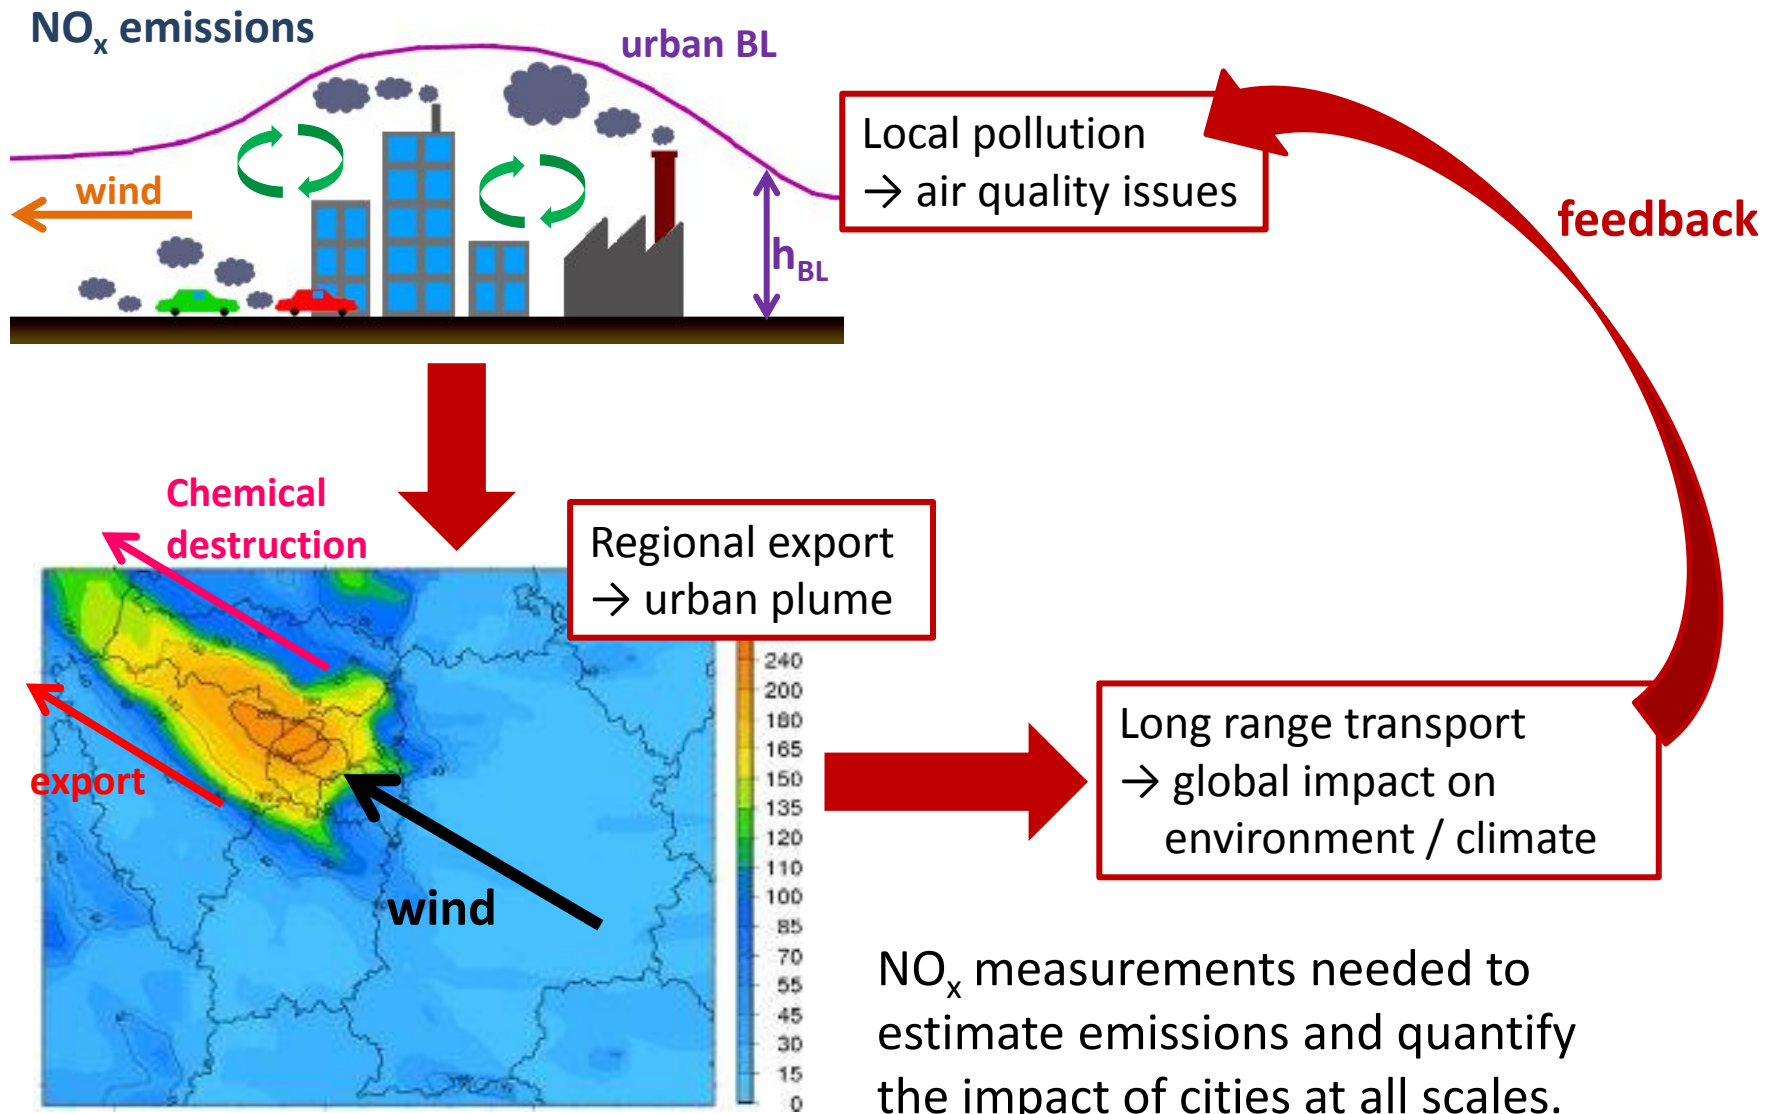 NOx emissions
urban BL
wind
hBL
Local pollution
→ air quality issues
feedback
Chemical
destruction
Regional export
→ urban plume
export
wind
240
200
180
165
150
135
120
110
100
85
70
55
45
30
15
0
Long range transport
→ global impact on
environment / climate
NOx measurements needed to
estimate emissions and quantify
the impact of cities at all scales.